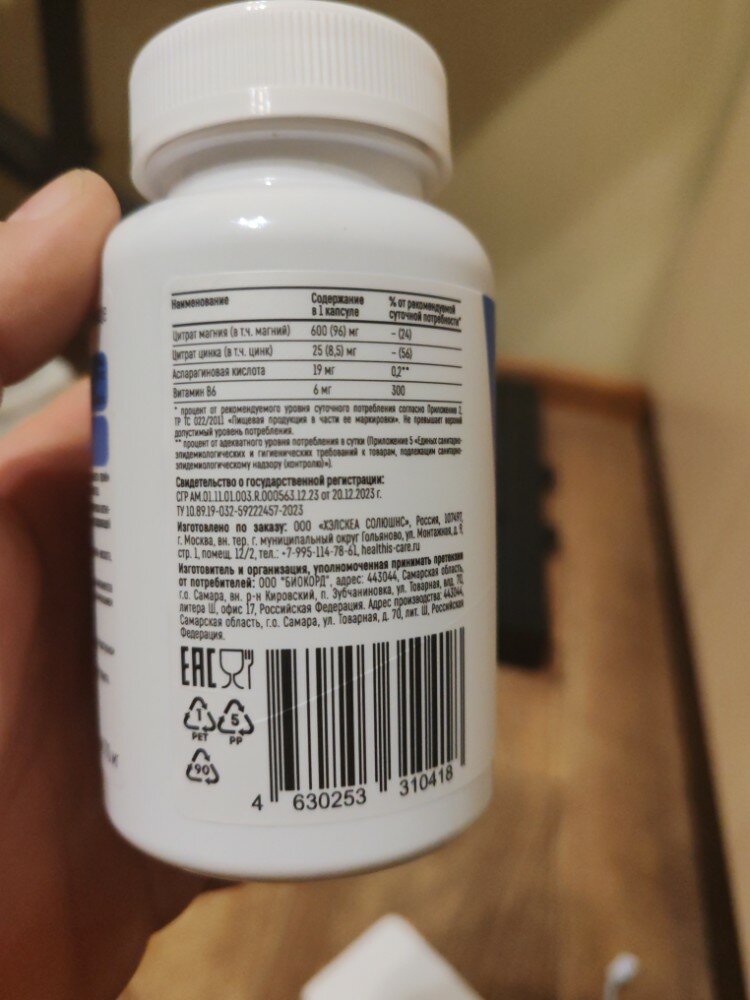 Наименование Содержание в 1 капсуле % от рекомендуемой суточной потребности*
Цитрат магния (в т.ч. магний) 600 (96) мг – (24)
Цитрат цинка (в т.ч. цинк) 25 (8,5) мг – (56)
Аспарагиновая кислота 19 мг 0,2**
Витамин В6 6 мг 300
* процент от рекомендуемого уровня суточного потребления согласно Приложению 2,
ТР ТС 022/2011 «Пищевая продукция в части ее маркировки». Не превышает верхний
допустимый уровень потребления.
** процент от адекватного уровня потребления в сутки (Приложение 5 «Единых санитарно-
эпидемиологических и гигиенических требований к товарам, подлежащим санитарно-
эпидемиологическому надзору (контролю)»).
Свидетельство о государственной регистрации:
СГР AM.01.11.01.003.R.000563.12.23 от 20.12.2023 г.
ТУ 10.89.19-032-59222457-2023
Изготовлено по заказу: ООО «ХЭЛСКЕА СОЛЮШНС», Россия, 107497,
г. Москва, вн. тер. г. муниципальный округ Гольяново, ул. Монтажная, д. 9,
стр. 1, помещ. 12/2, тел.: +7-995-114-78-61, healthis-care.ru
Изготовитель и организация, уполномоченная принимать претензии
от потребителей: ООО "БИОКОРД", адрес: 443044, Самарская область,
г.о. Самара, вн. р-н Кировский, п. Зубчаниновка, ул. Товарная, влд. 70,
литера Ш, офис 17, Российская Федерация. Адрес производства: 443044,
Самарская область, г.о. Самара, ул. Товарная, д. 70, лит. Ш, Российская
Федерация.
EAC
1 5
PET PP
90
4 630253 310418